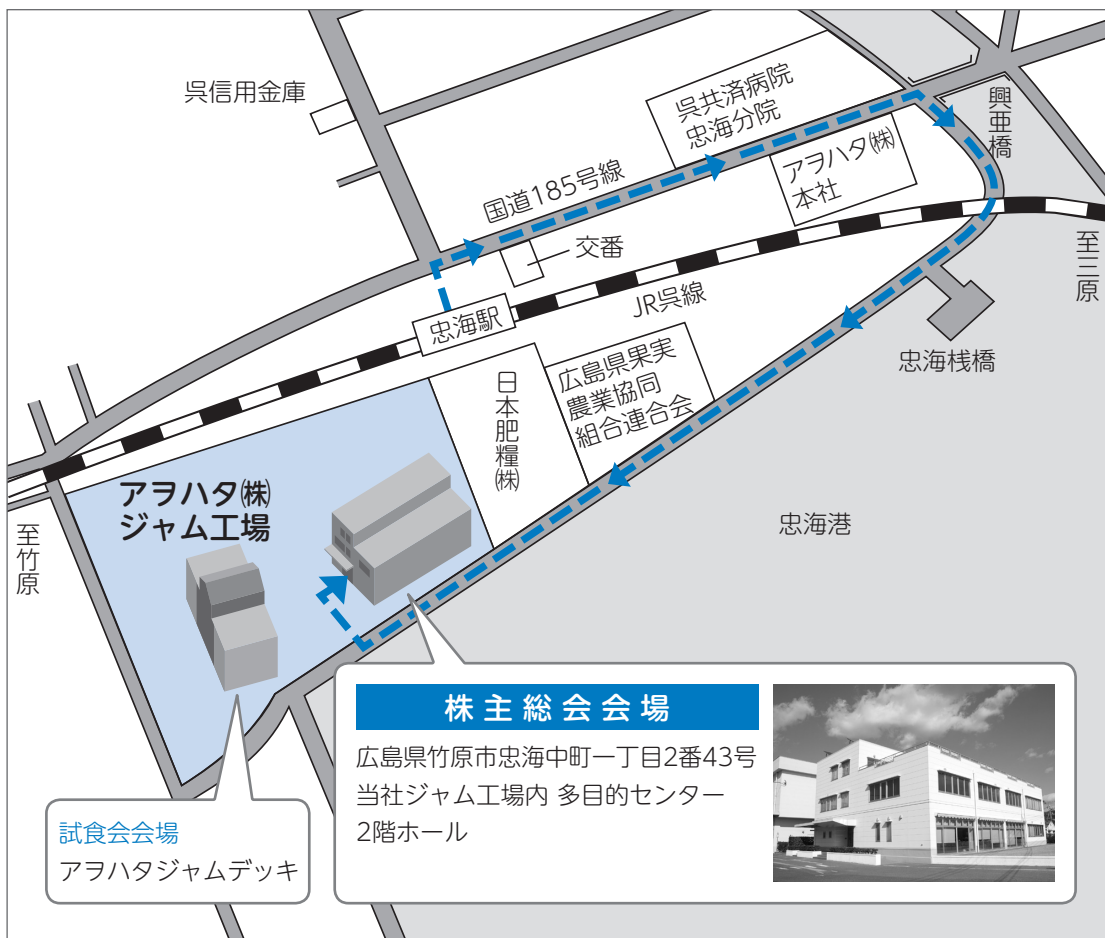 呉信用金庫
呉共済病院
忠海分院
興亜橋
アヲハタ㈱
本社
国道185号線
交番
至三原
JR呉線
忠海駅
忠海桟橋
広島県果実
農業協同
組合連合会
日本肥糧㈱
アヲハタ㈱
ジャム工場
至竹原
忠海港
株主総会会場
広島県竹原市忠海中町一丁目2番43号
当社ジャム工場内 多目的センター
2階ホール
試食会会場
アヲハタジャムデッキ